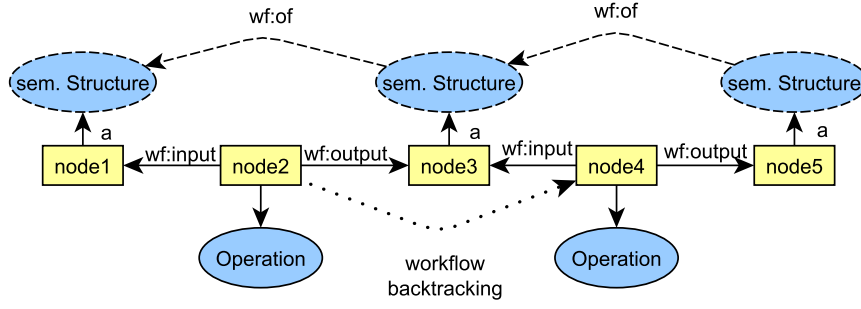 wf:of
wf:of
sem. Structure
sem. Structure
sem. Structure
a
a
a
node1
wf:input
node2
wf:output
node3
wf:input
node4
wf:output
node5
Operation
Operation
workflow
backtracking